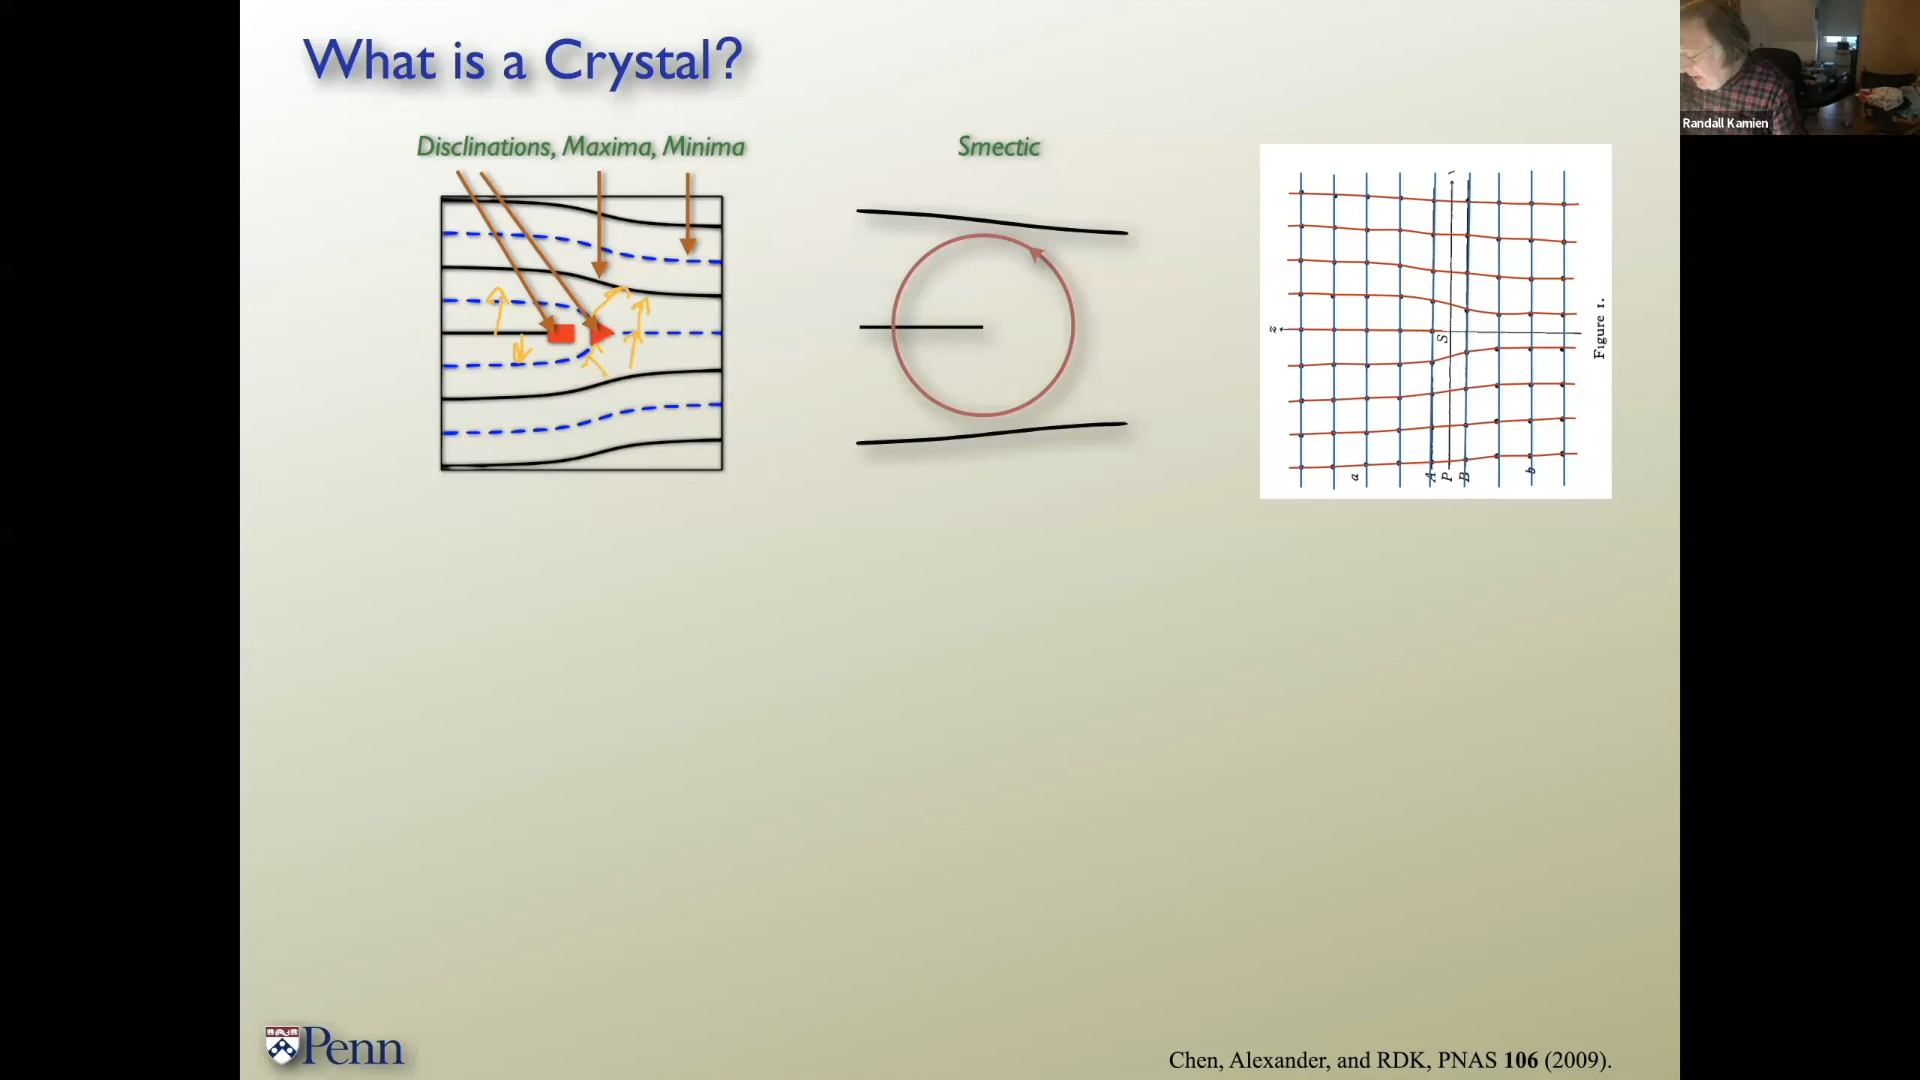 What is a Crystal?
Randall Kamien
Disclinations, Maxima, Minima
Smectic
z
S
a
A
P
B
b
Figure 1.
Penn
Chen, Alexander, and RDK, PNAS 106 (2009).